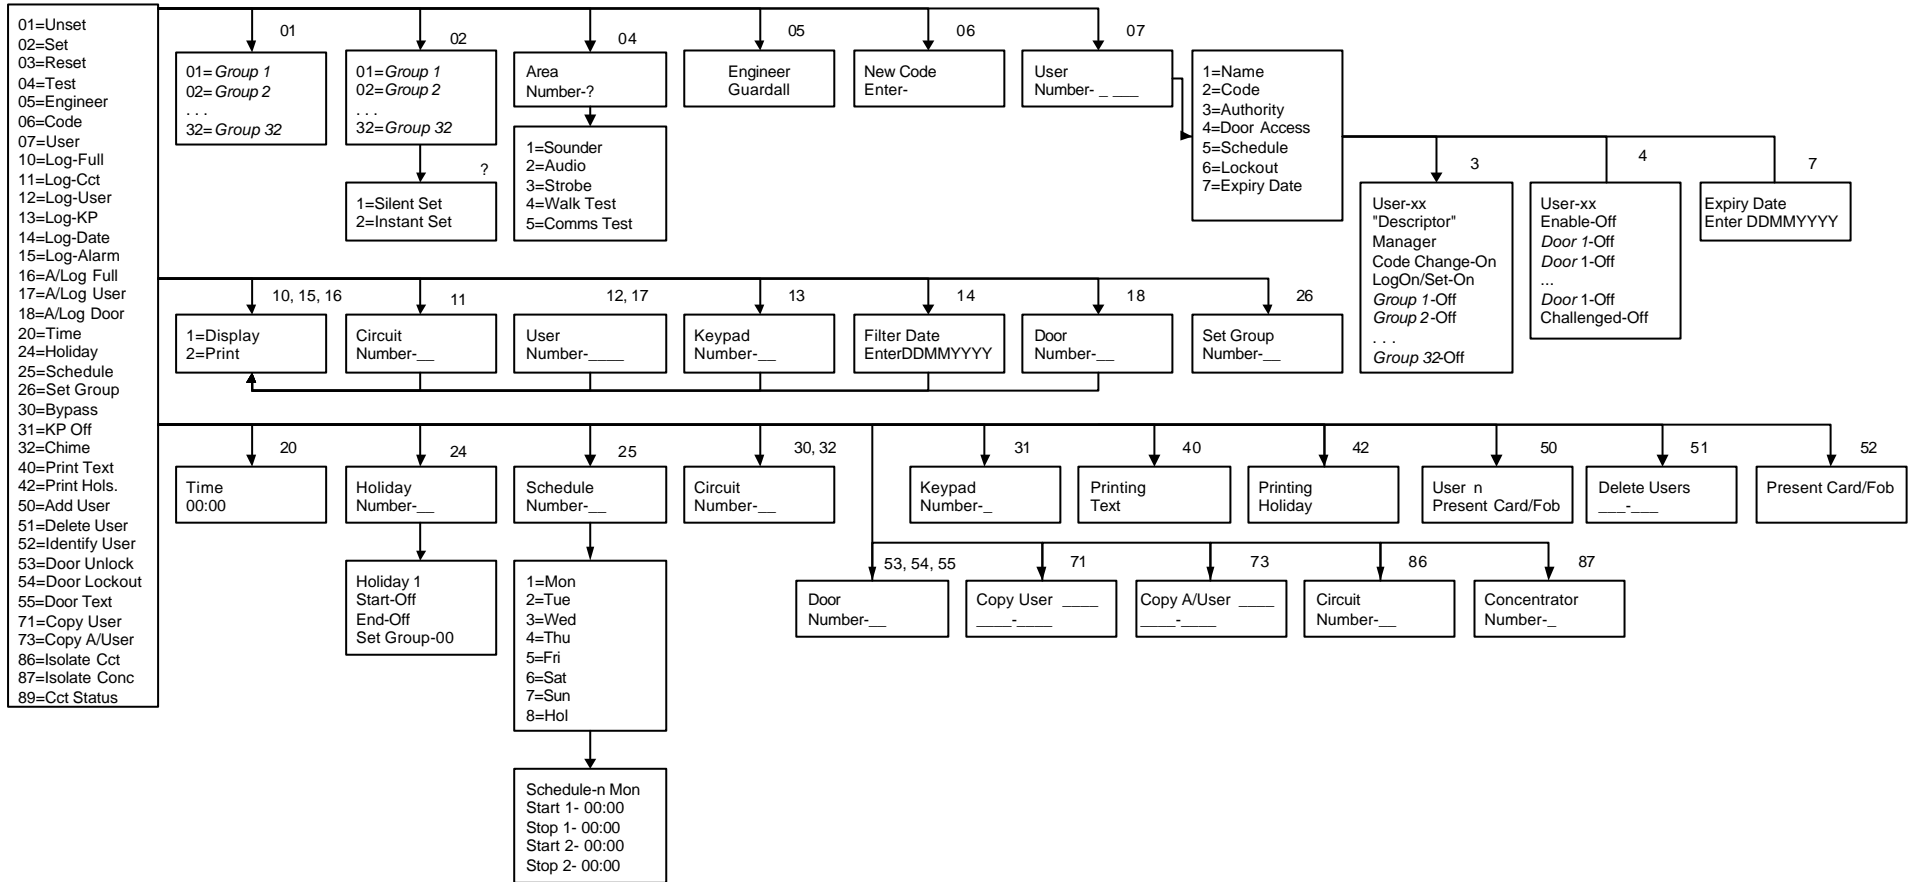 01=Unset
02=Set
03=Reset
04=Test
05=Engineer
06=Code
07=User
10=Log-Full
11=Log-Cct
12=Log-User
13=Log-KP
14=Log-Date
15=Log-Alarm
16=A/Log Full
17=A/Log User
18=A/Log Door
20=Time
24=Holiday
25=Schedule
26=Set Group
30=Bypass
31=KP Off
32=Chime
40=Print Text
42=Print Hols.
50=Add User
51=Delete User
52=Identify User
53=Door Unlock
54=Door Lockout
55=Door Text
71=Copy User
73=Copy A/User
86=Isolate Cct
87=Isolate Conc
89=Cct Status
01
01=Group 1
02=Group 2
. . .
32=Group 32
02
01=Group 1
02=Group 2
. . .
32=Group 32
?
1=Silent Set
2=Instant Set
04
Area
Number-?
1=Sounder
2=Audio
3=Strobe
4=Walk Test
5=Comms Test
05
Engineer
Guardall
06
New Code
Enter-
07
User
Number- _ ___
1=Name
2=Code
3=Authority
4=Door Access
5=Schedule
6=Lockout
7=Expiry Date
3
User-xx
"Descriptor"
Manager
Code Change-On
LogOn/Set-On
Group 1-Off
Group 2-Off
. . .
Group 32-Off
4
User-xx
Enable-Off
Door 1-Off
Door 1-Off
...
Door 1-Off
Challenged-Off
7
Expiry Date
Enter DDMMYYYY
10, 15, 16
1=Display
2=Print
11
Circuit
Number-__
12, 17
User
Number-____
13
Keypad
Number-__
14
Filter Date
EnterDDMMYYYY
18
Door
Number-__
26
Set Group
Number-__
20
Time
00:00
24
Holiday
Number-__
Holiday 1
Start-Off
End-Off
Set Group-00
25
Schedule
Number-__
1=Mon
2=Tue
3=Wed
4=Thu
5=Fri
6=Sat
7=Sun
8=Hol
Schedule-n Mon
Start 1- 00:00
Stop 1- 00:00
Start 2- 00:00
Stop 2- 00:00
30, 32
Circuit
Number-__
31
Keypad
Number-_
40
Printing
Text
42
Printing
Holiday
50
User n
Present Card/Fob
51
Delete Users
___-___
52
Present Card/Fob
53, 54, 55
Door
Number-__
71
Copy User ____
____-____
73
Copy A/User ____
____-____
86
Circuit
Number-__
87
Concentrator
Number-_